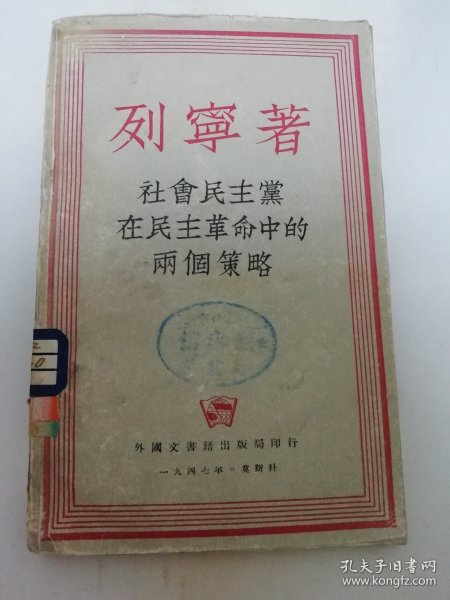 列寧著
社會民主黨
在民主革命中的
兩個策略
外國文書籍出版局印行
一九四七年 莫斯科
孔夫子旧书网
www.kongfz.com